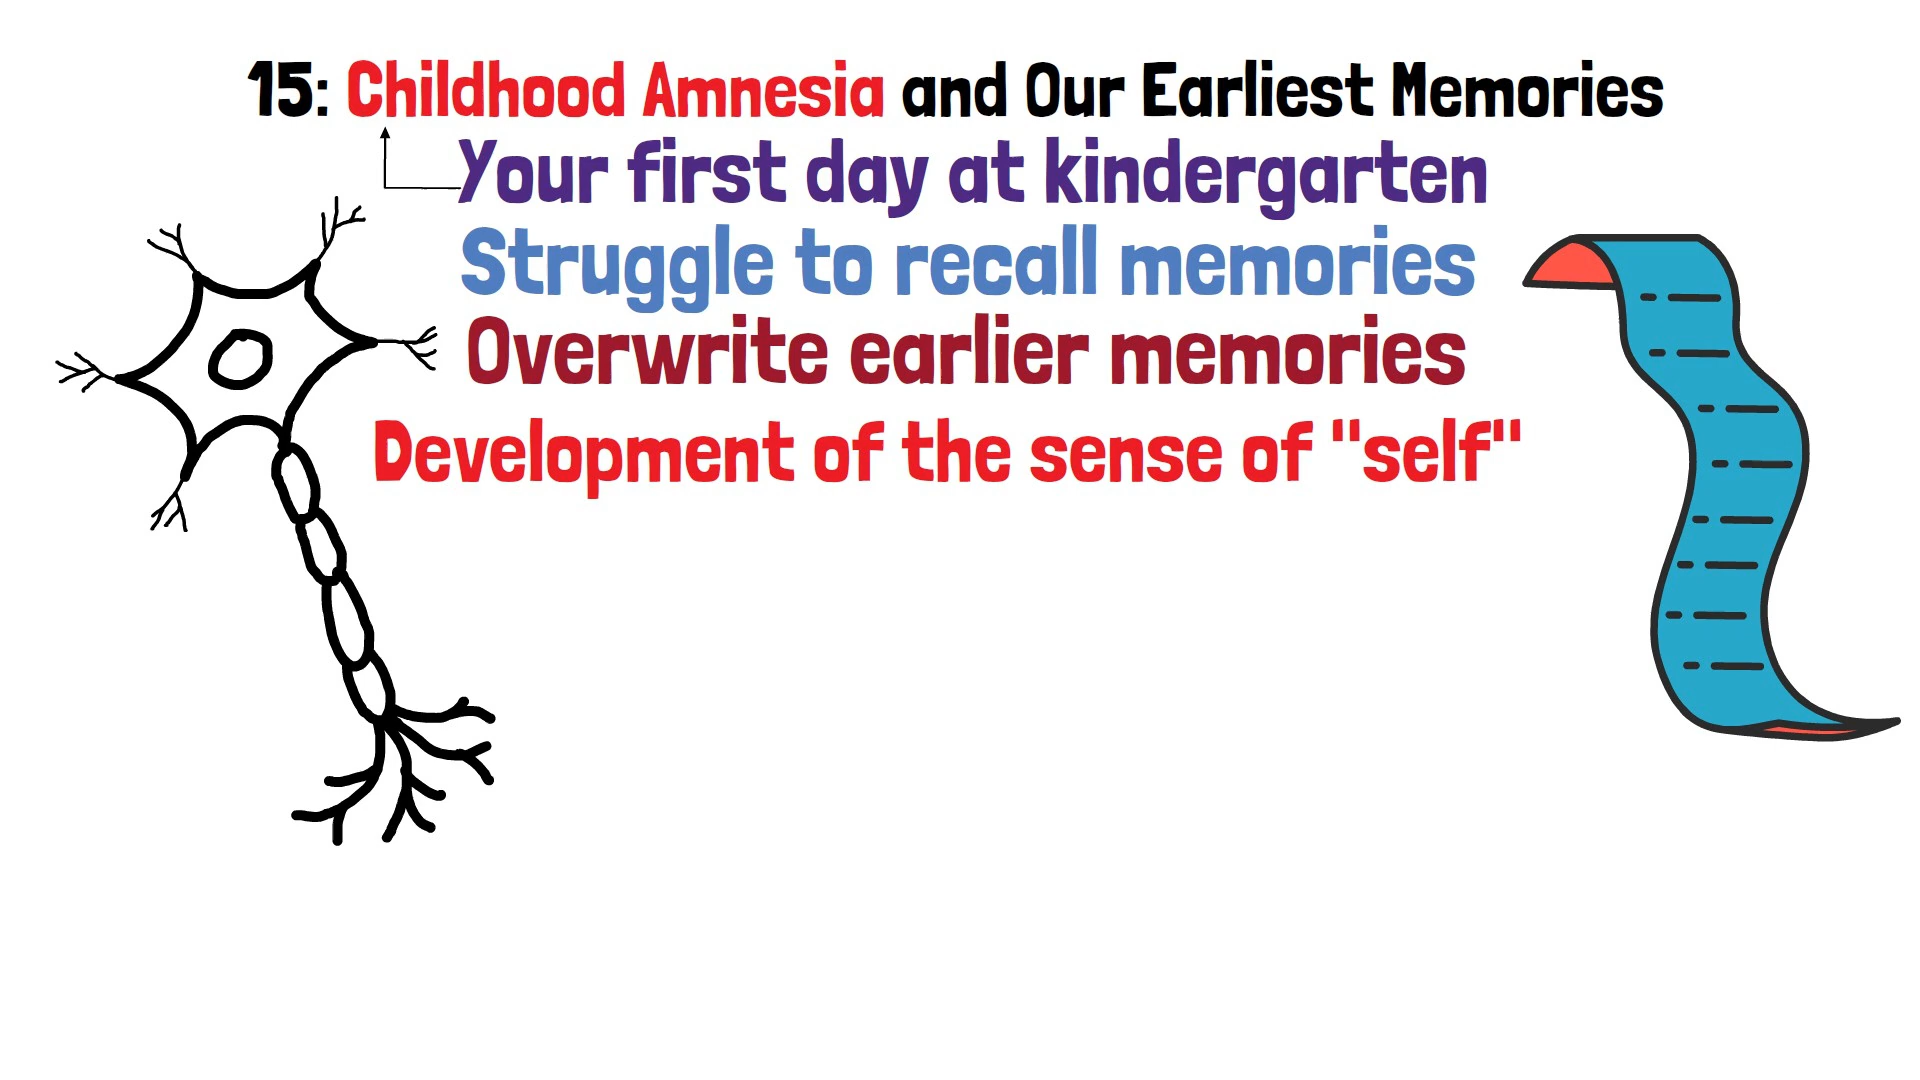 15: Childhood Amnesia and Our Earliest Memories
Your first day at kindergarten
Struggle to recall memories
Overwrite earlier memories
Development of the sense of "self"